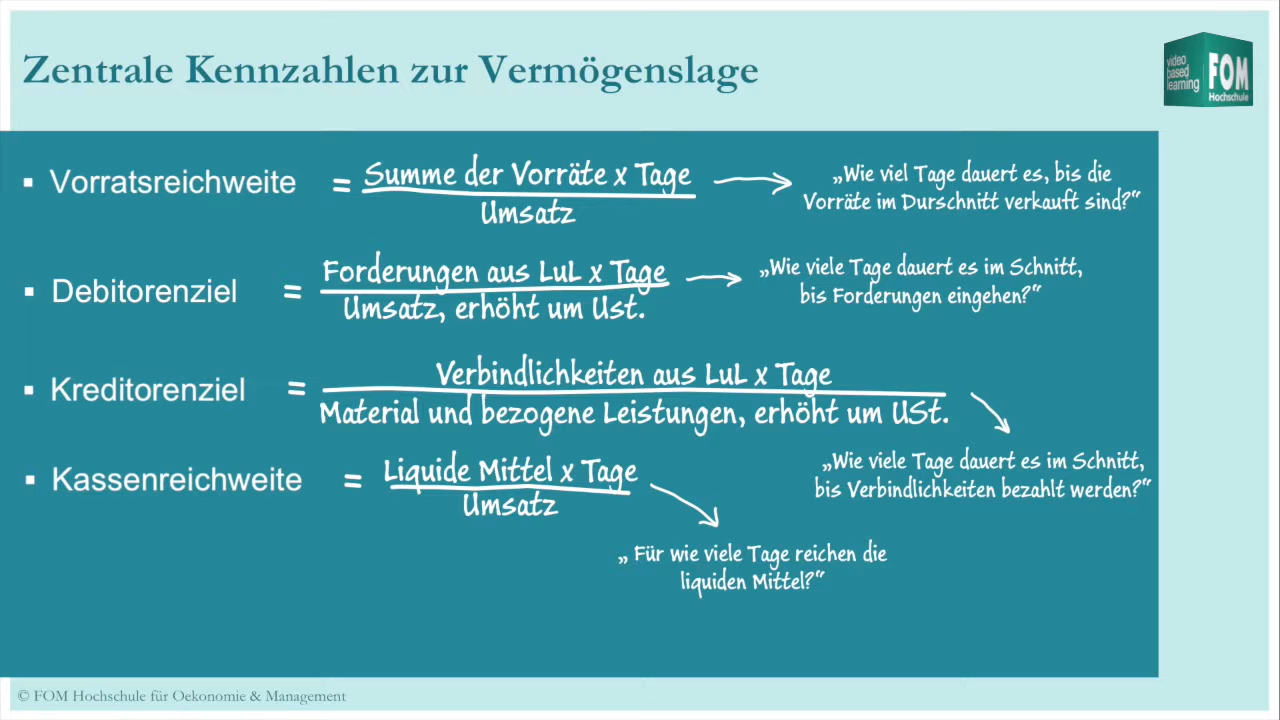 Zentrale Kennzahlen zur Vermögenslage
video based learning
FOM
Hochschule
▪ Vorratsreichweite = Summe der Vorräte x Tage
Umsatz
„Wie viel Tage dauert es, bis die
Vorräte im Durschnitt verkauft sind?“
▪ Debitorenziel = Forderungen aus LuL x Tage
Umsatz, erhöht um Ust.
„Wie viele Tage dauert es im Schnitt,
bis Forderungen eingehen?“
▪ Kreditorenziel = Verbindlichkeiten aus LuL x Tage
Material und bezogene Leistungen, erhöht um USt.
„Wie viele Tage dauert es im Schnitt,
bis Verbindlichkeiten bezahlt werden?“
▪ Kassenreichweite = Liquide Mittel x Tage
Umsatz
„ Für wie viele Tage reichen die
liquiden Mittel?“
© FOM Hochschule für Oekonomie & Management